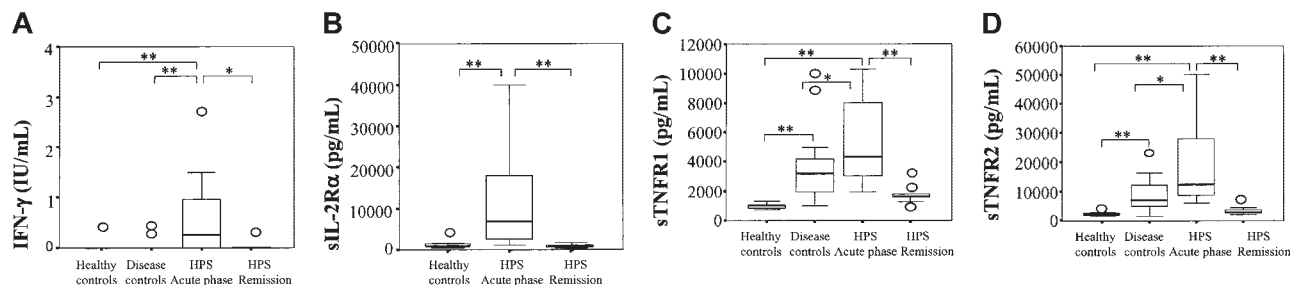 A
IFN-γ (IU/mL)
4
3
2
1
0
**
**
*
Healthy controls
Disease controls
HPS Acute phase
HPS Remission
B
sIL-2Rα (pg/mL)
50000
40000
30000
20000
10000
0
**
**
Healthy controls
HPS Acute phase
HPS Remission
C
sTNFR1 (pg/mL)
12000
10000
8000
6000
4000
2000
0
**
**
*
**
Healthy controls
Disease controls
HPS Acute phase
HPS Remission
D
sTNFR2 (pg/mL)
60000
50000
40000
30000
20000
10000
0
**
**
*
**
Healthy controls
Disease controls
HPS Acute phase
HPS Remission